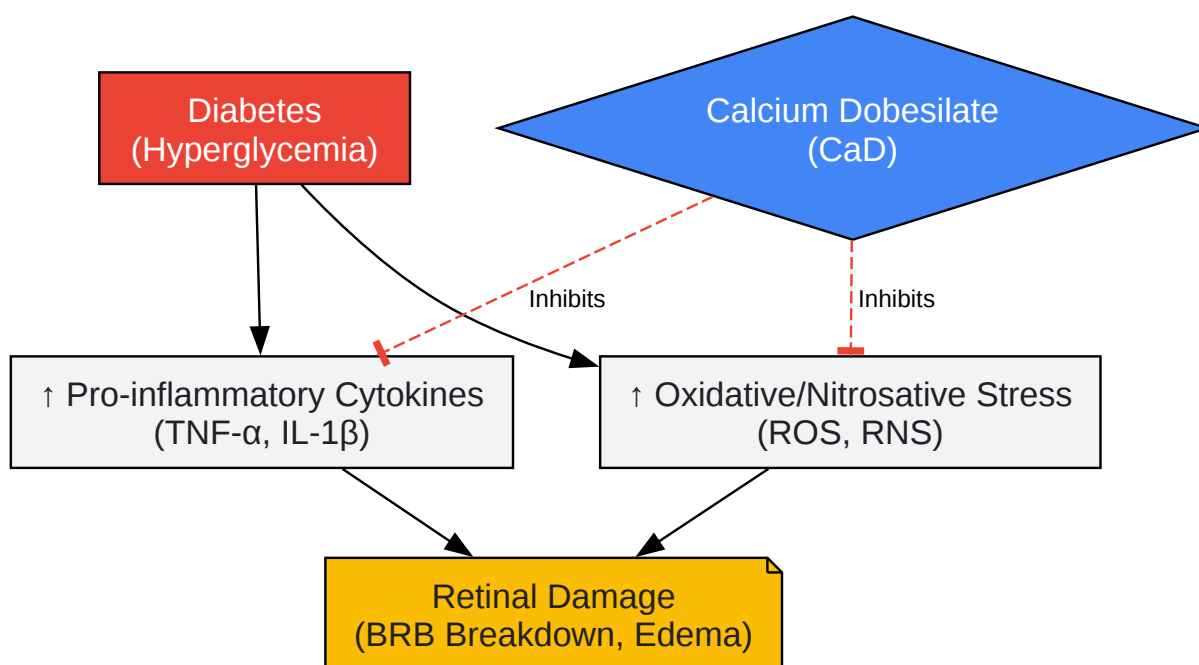 Diabetes
(Hyperglycemia)
Calcium Dobesilate
(CaD)
Inhibits
Inhibits
↑ Pro-inflammatory Cytokines
(TNF-α, IL-1β)
↑ Oxidative/Nitrosative Stress
(ROS, RNS)
Retinal Damage
(BRB Breakdown, Edema)